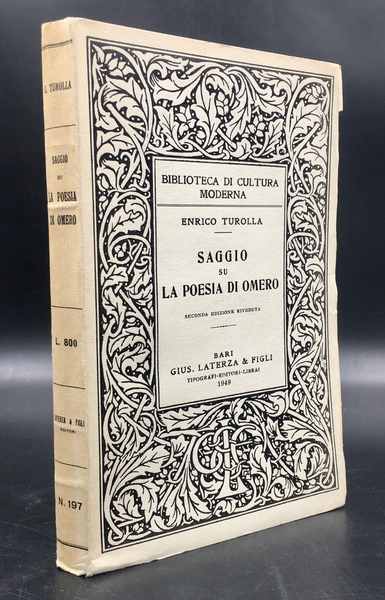 E. TUROLLA
SAGGIO
SU
LA POESIA
DI OMERO
L. 800
LATERZA & FIGLI
EDITORI
N. 197
BIBLIOTECA DI CULTURA
MODERNA
ENRICO TUROLLA
SAGGIO
SU
LA POESIA DI OMERO
SECONDA EDIZIONE RIVEDUTA
BARI
GIUS. LATERZA & FIGLI
TIPOGRAFI-EDITORI-LIBRAI
1949